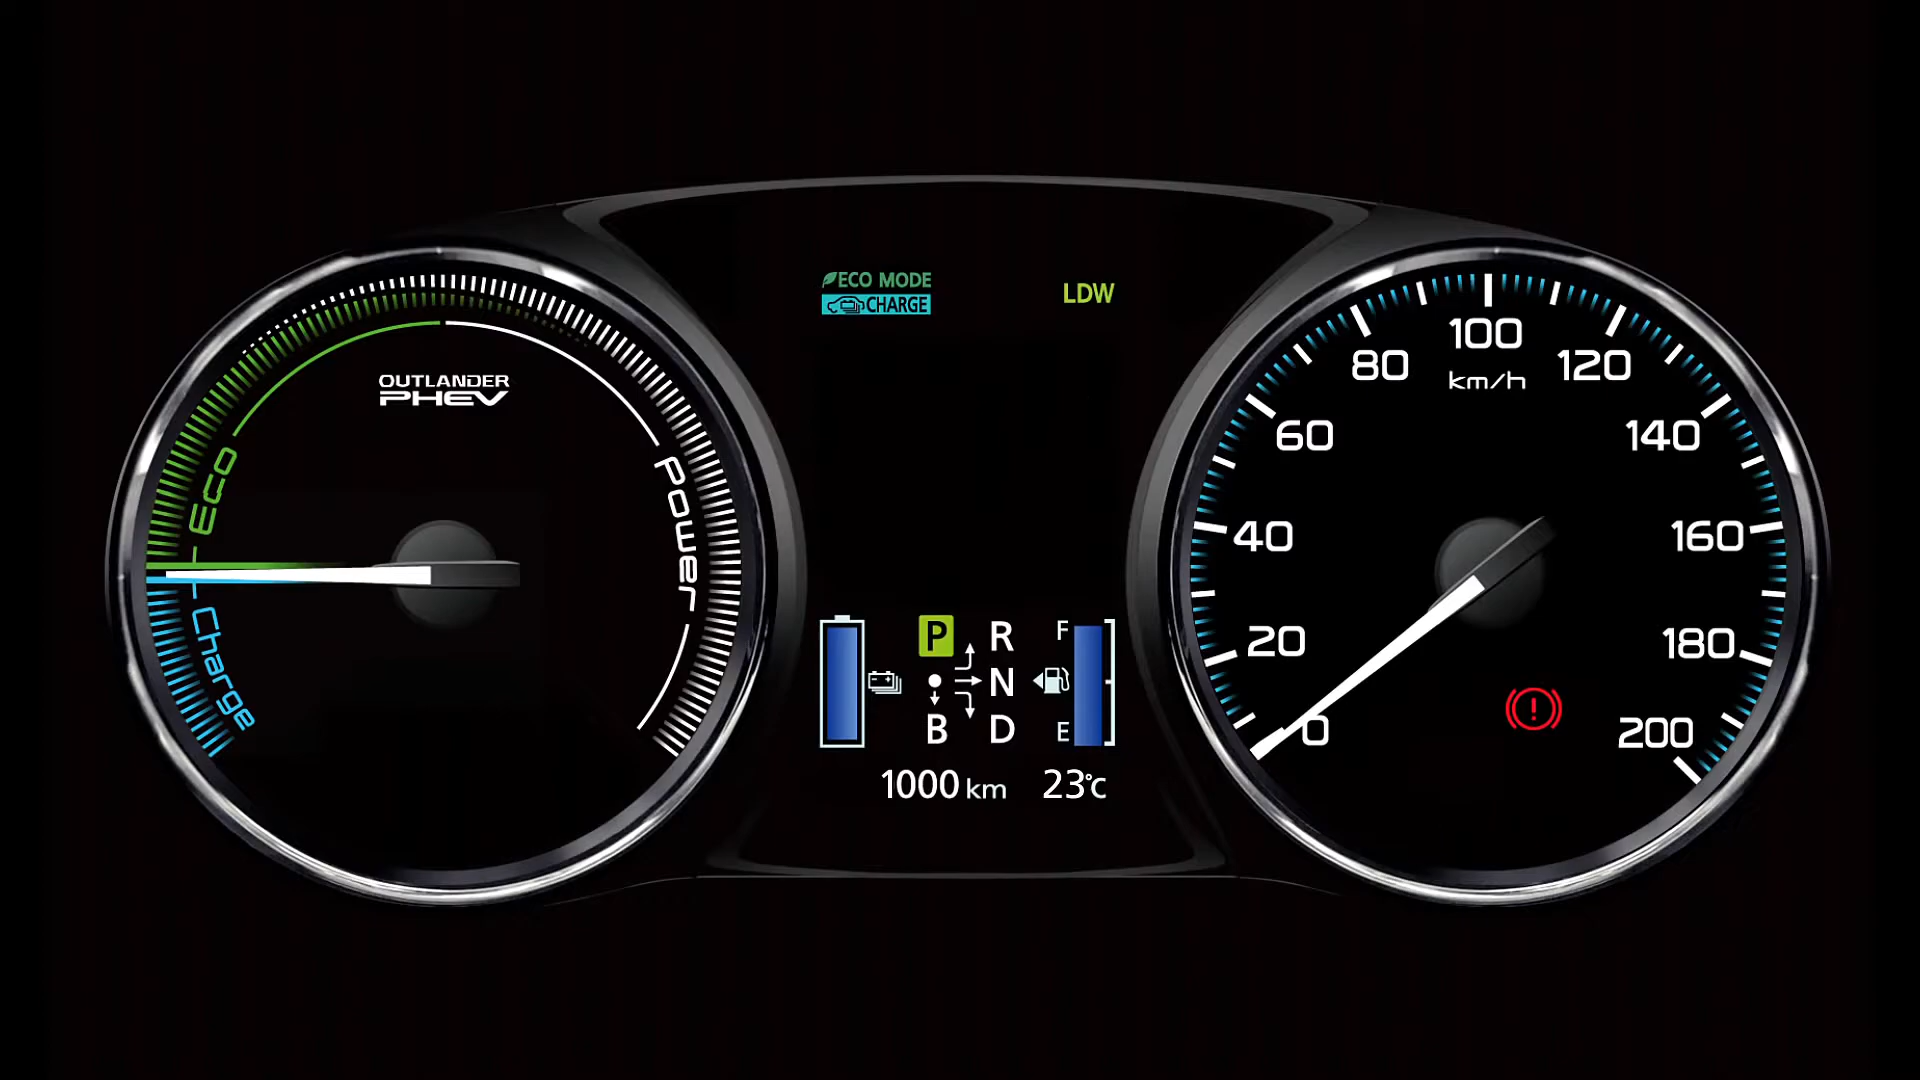 OUTLANDER
PHEV
Eco
Charge
Power
ECO MODE
CHARGE
LDW
P
R
N
B
D
F
E
1000 km
23℃
0
20
40
60
80
100
120
140
160
180
200
km/h